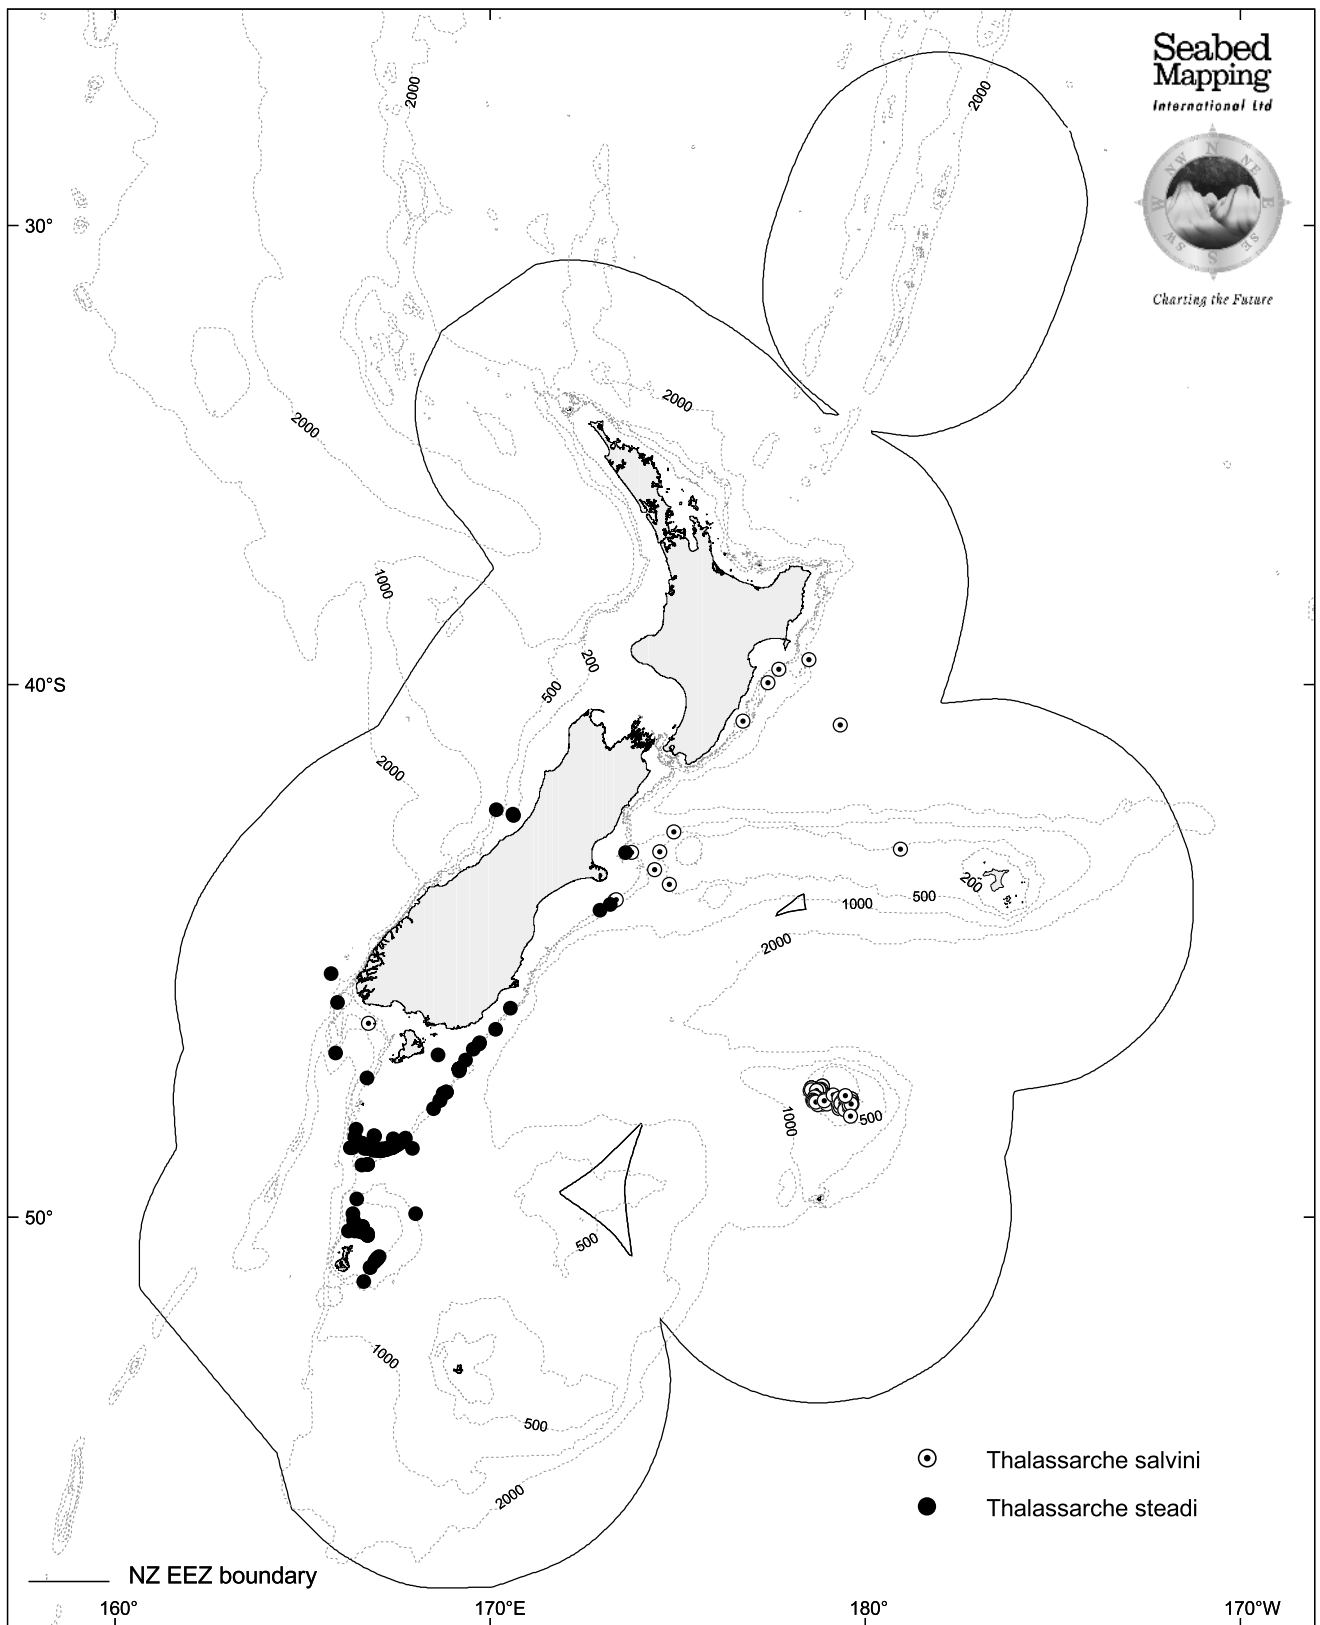 Seabed
Mapping
International Ltd
N
NE
E
SE
S
SW
W
NW
Charting the Future
2000
2000
30°
2000
2000
1000
200
500
40°S
2000
200
500
1000
2000
1000
500
50°
500
1000
500
2000
Thalassarche salvini
Thalassarche steadi
NZ EEZ boundary
160°
170°E
180°
170°W